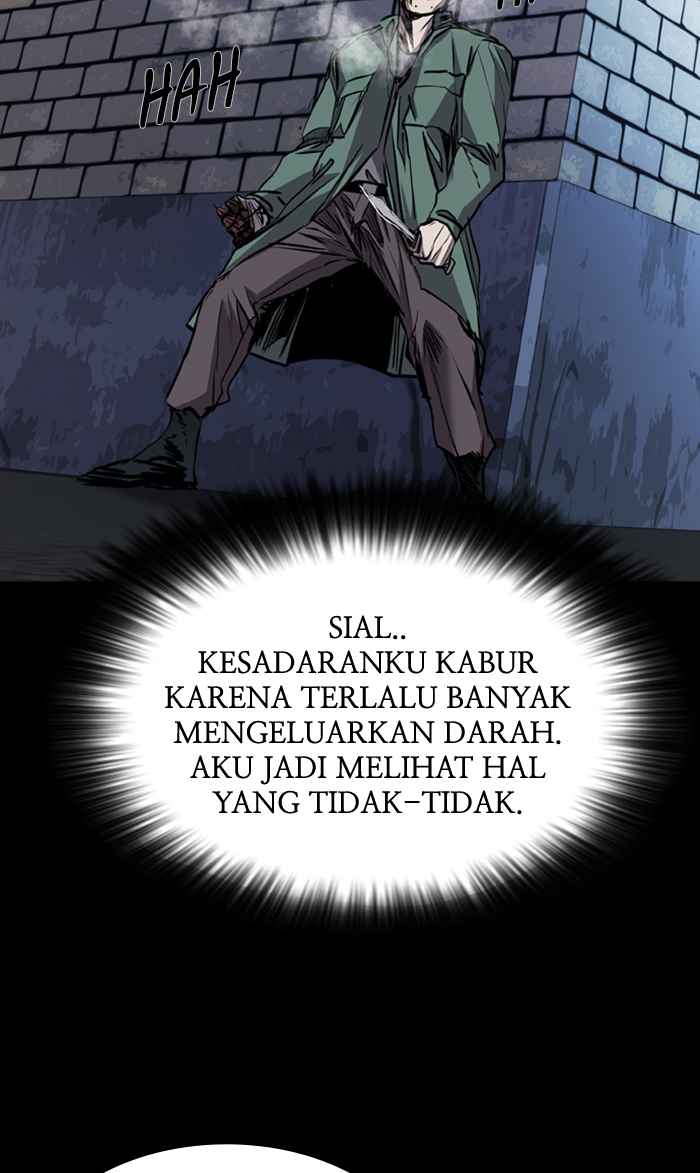 HAH
SIAL..
KESADARANKU KABUR
KARENA TERLALU BANYAK
MENGELUARKAN DARAH.
AKU JADI MELIHAT HAL
YANG TIDAK-TIDAK.